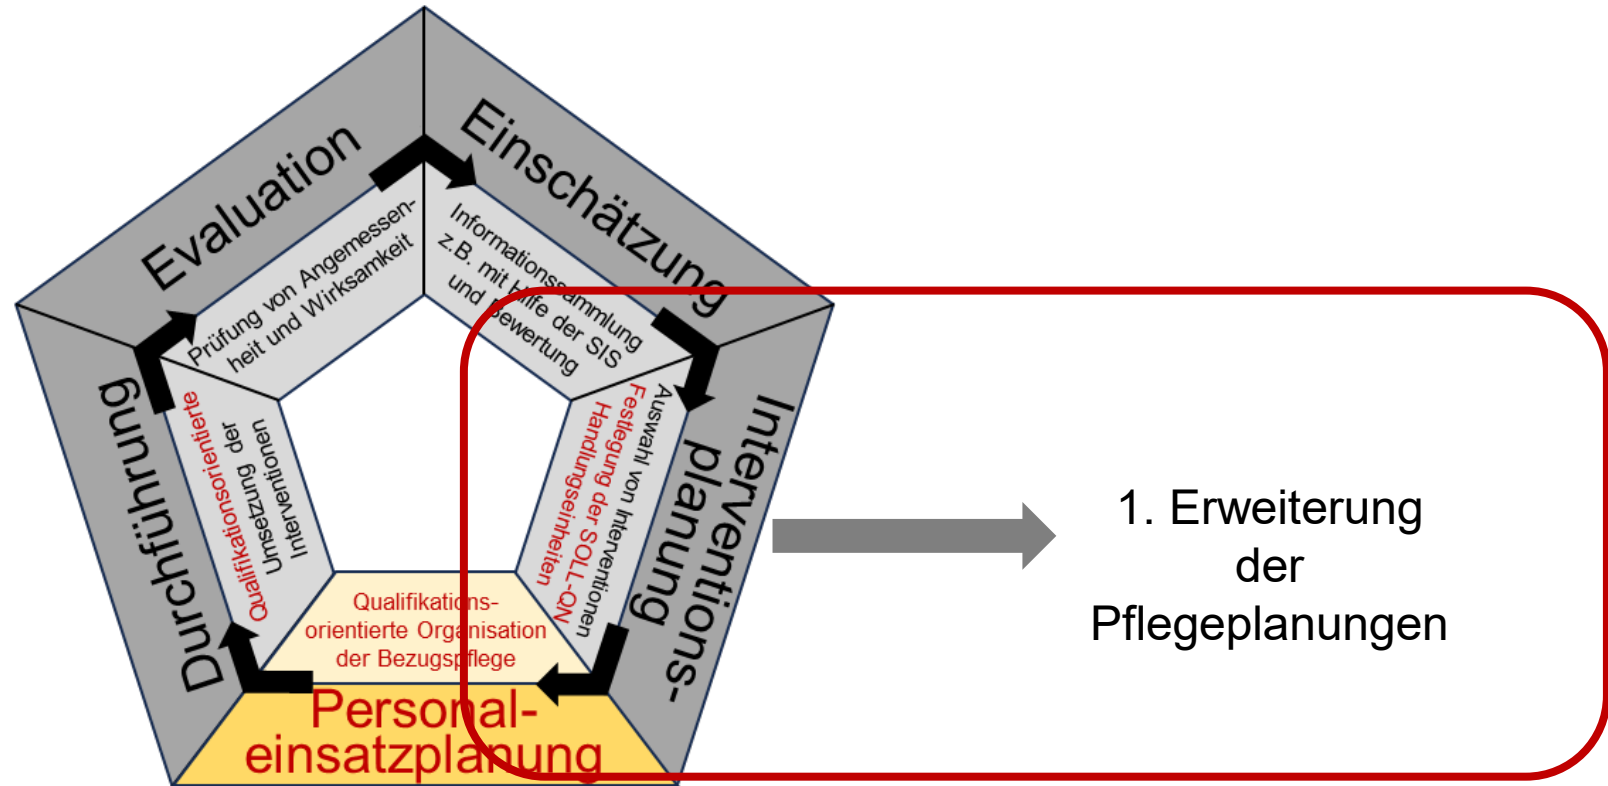 Einschätzung
Informationssammlung
z.B. mit Hilfe der SIS
und Bewertung
Interventions-
planung
Auswahl von Interventionen
Festlegung der SOLL-QN
Handlungseinheiten
Personal-
einsatzplanung
Qualifikations-
orientierte Organisation
der Bezugspflege
Durchführung
Qualifikationsorientierte
Umsetzung der
Interventionen
Evaluation
Prüfung von Angemessen-
heit und Wirksamkeit
1. Erweiterung
der
Pflegeplanungen